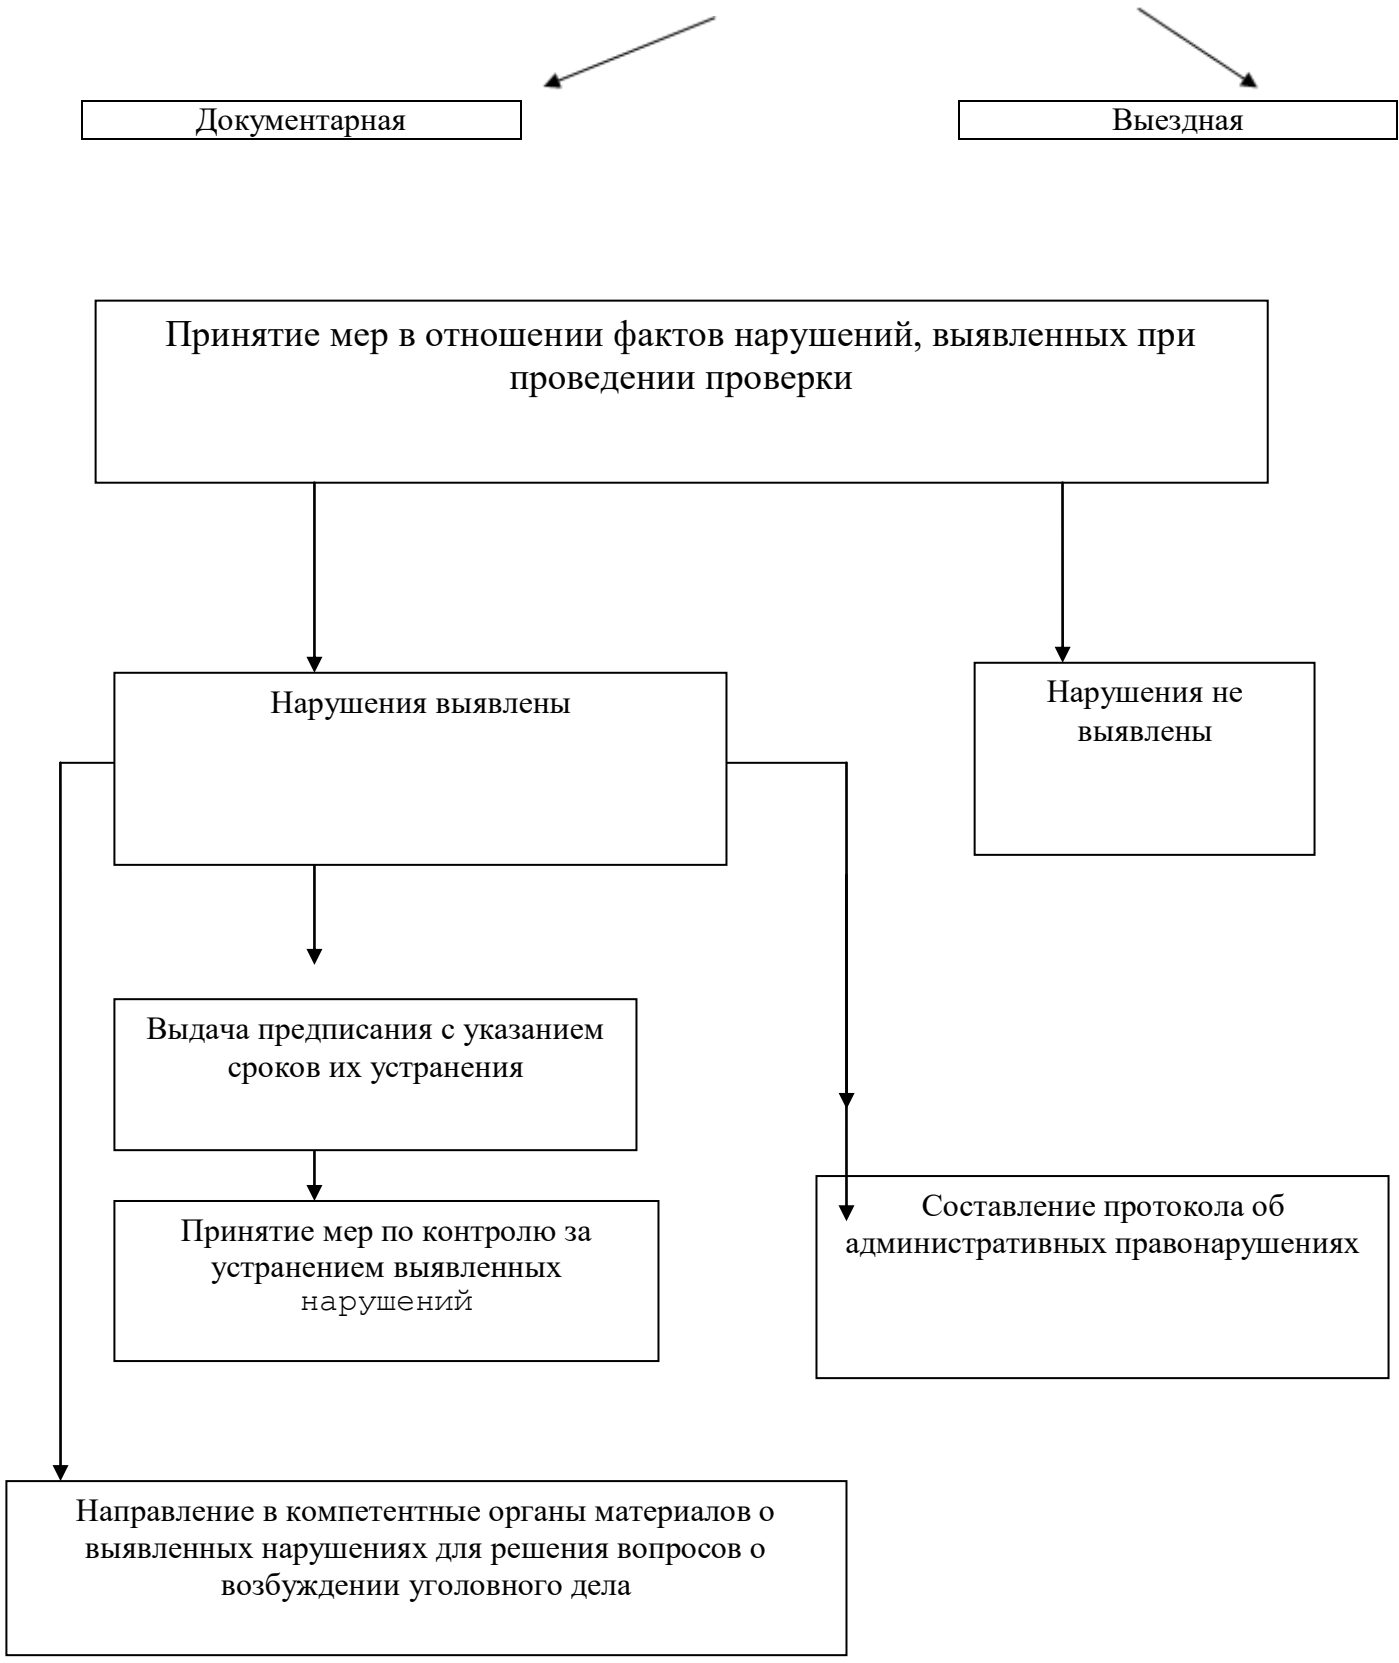 Документарная
Выездная
Принятие мер в отношении фактов нарушений, выявленных при
проведении проверки
Нарушения выявлены
Нарушения не
выявлены
Выдача предписания с указанием
сроков их устранения
Принятие мер по контролю за
устранением выявленных
нарушений
Составление протокола об
административных правонарушениях
Направление в компетентные органы материалов о
выявленных нарушениях для решения вопросов о
возбуждении уголовного дела